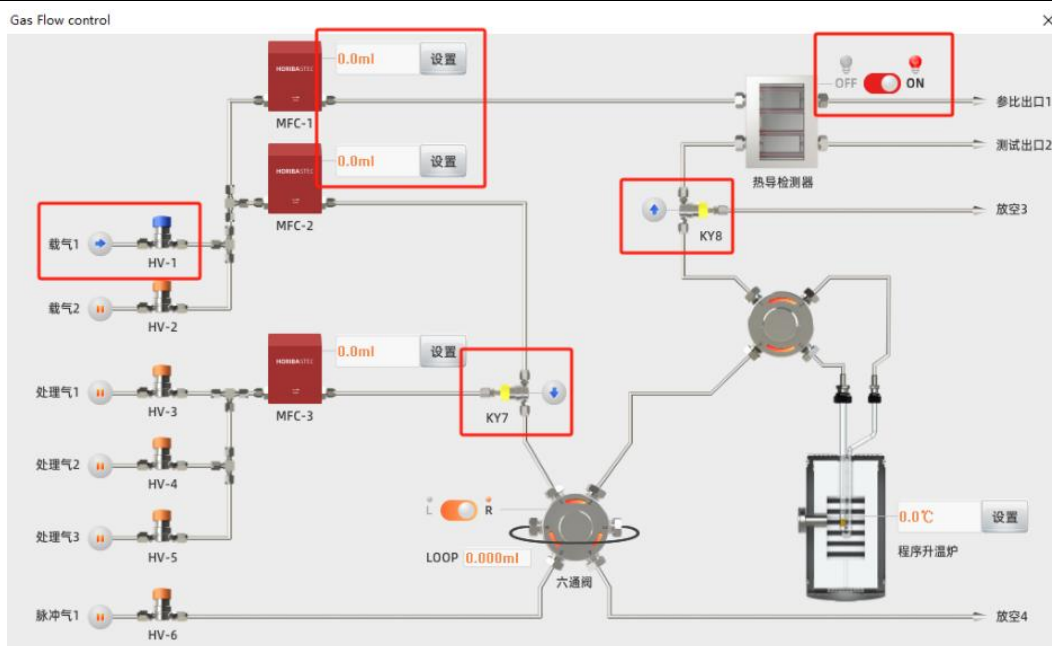 Gas Flow control
0.0ml 设置
OFF ON
HORIBASTEC
MFC-1
参比出口1
0.0ml 设置
测试出口2
HORIBASTEC
热导检测器
MFC-2
放空3
KY8
载气1
HV-1
载气2
HV-2
0.0ml 设置
HORIBASTEC
处理气1
HV-3
MFC-3
KY7
处理气2
HV-4
L R
0.0℃ 设置
处理气3
HV-5
LOOP 0.000ml
程序升温炉
六通阀
脉冲气1
放空4
HV-6